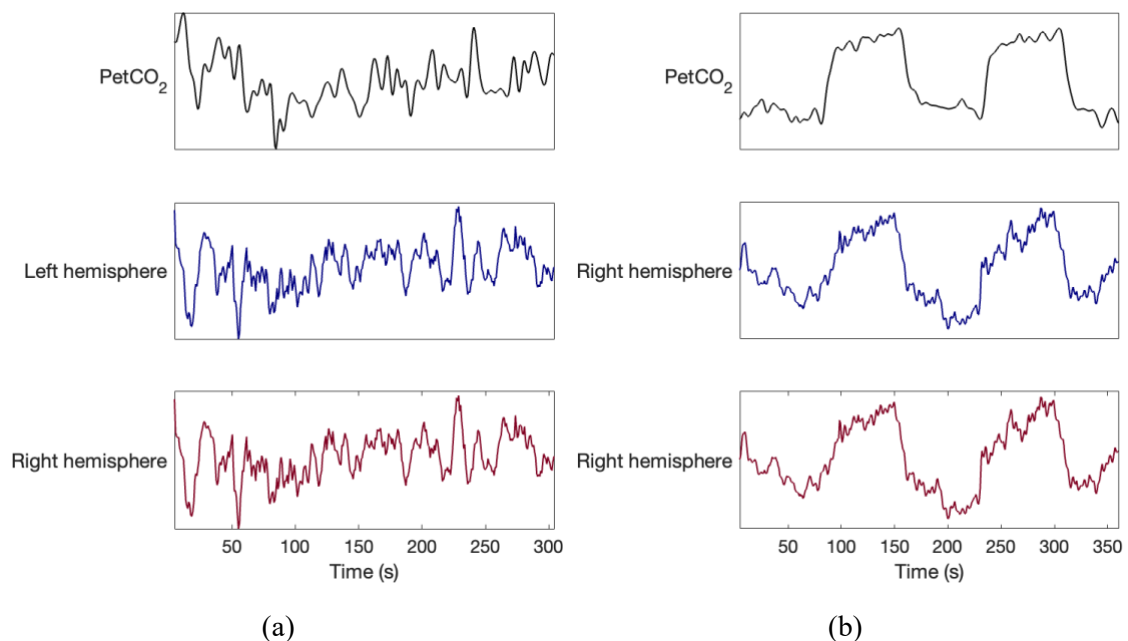 PetCO2
Left hemisphere
Right hemisphere
50 100 150 200 250 300
Time (s)
(a)
PetCO2
Right hemisphere
Right hemisphere
50 100 150 200 250 300 350
Time (s)
(b)